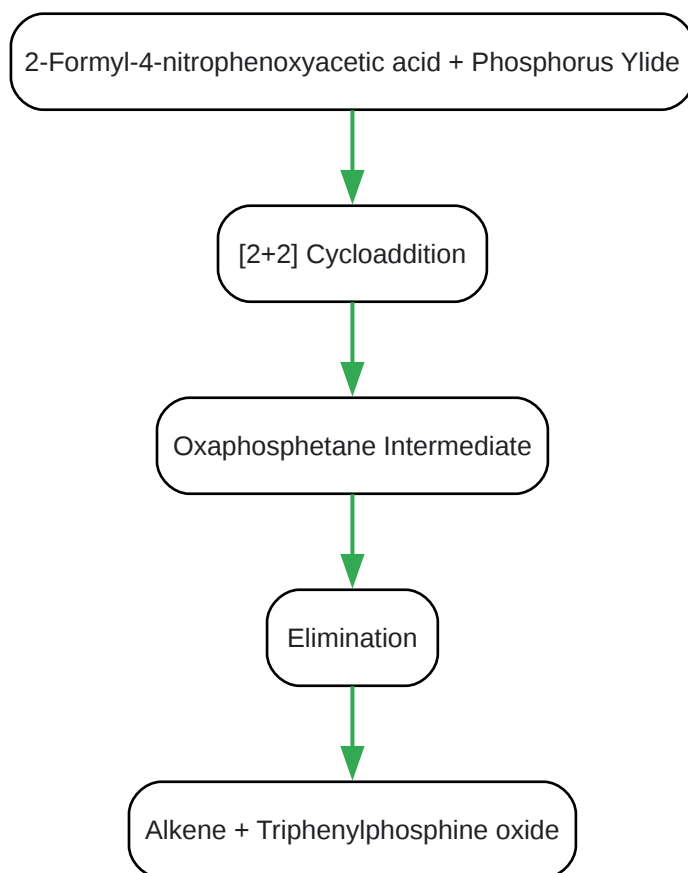 2-Formyl-4-nitrophenoxyacetic acid + Phosphorus Ylide
[2+2] Cycloaddition
Oxaphosphetane Intermediate
Elimination
Alkene + Triphenylphosphine oxide